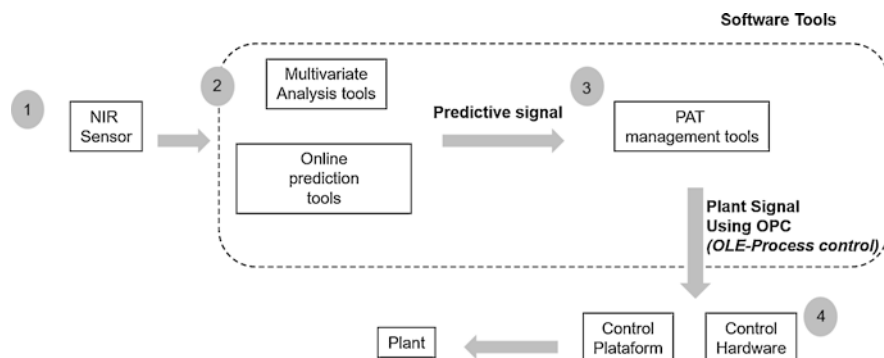 Software Tools
1
NIR
Sensor
2
Multivariate
Analysis tools
Online
prediction
tools
Predictive signal
3
PAT
management tools
Plant Signal
Using OPC
(OLE-Process control)
4
Control
Hardware
Control
Plataform
Plant